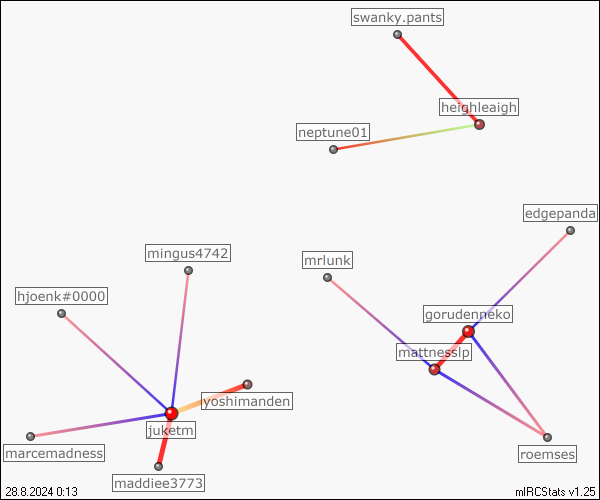 swanky.pants
heighleaigh
neptune01
edgepanda
mingus4742
mrlunk
hjoenk#0000
gorudenneko
mattnesslp
yoshimanden
juketm
marcemadness
roemses
maddiee3773
28.8.2024 0:13
mIRCStats v1.25